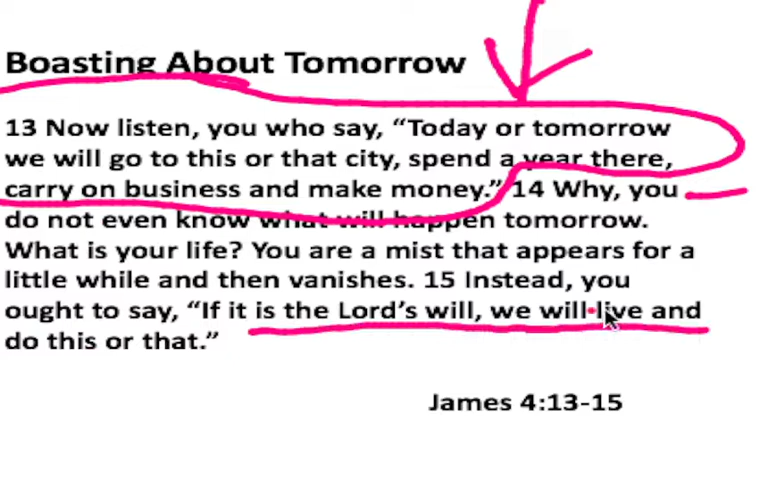 Boasting About Tomorrow
13 Now listen, you who say, “Today or tomorrow
we will go to this or that city, spend a year there,
carry on business and make money.” 14 Why, you
do not even know what will happen tomorrow.
What is your life? You are a mist that appears for a
little while and then vanishes. 15 Instead, you
ought to say, “If it is the Lord’s will, we will live and
do this or that.”
James 4:13-15